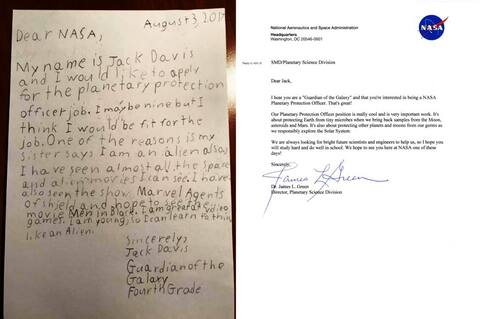 August 3, 2017
Dear NASA,
My name is Jack Davis
and I would like to apply
for the planetary protection
officer job. I may be nine but I
think I would be fit for the
job. One of the reasons is my
sister says I am an alien also
I have seen almost all the space
and alien movies I can see. I have
also seen the show Marvel Agents
of Shield and hope to see the
movie Men in Black. I am great at video
games. I am young, so I can learn to think
like an Alien.
Sincerely,
Jack Davis
Guardian of the
Galaxy
Fourth Grade
National Aeronautics and Space Administration
Headquarters
Washington, DC 20546-0001
NASA
SMD/Planetary Science Division
Dear Jack,
I hear you are a "Guardian of the Galaxy" and that you're interested in being a NASA
Planetary Protection Officer. That's great!
Our Planetary Protection Officer position is really cool and is very important work. It's
about protecting Earth from tiny microbes when we bring back samples from the Moon,
asteroids and Mars. It's also about protecting other planets and moons from our germs as
we responsibly explore the Solar System.
We are always looking for bright future scientists and engineers to help us, so I hope you
will study hard and do well in school. We hope to see you here at NASA one of these
days!
Sincerely,
James L Green
Dr. James L. Green
Director, Planetary Science Division